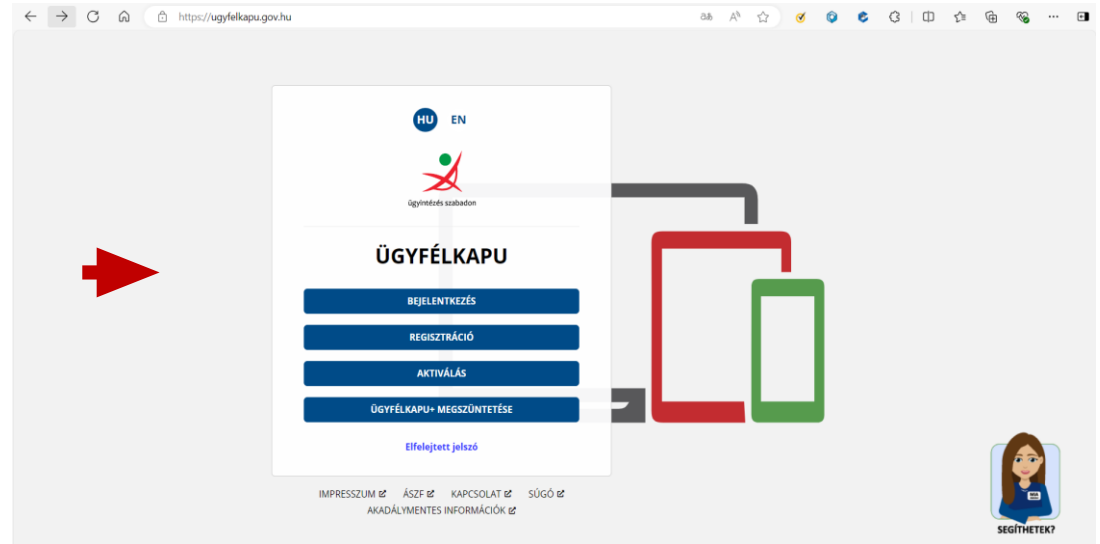 https://ugyfelkapu.gov.hu
HU EN
ügyintézés szabadon
ÜGYFÉLKAPU
BEJELENTKEZÉS
REGISZTRÁCIÓ
AKTIVÁLÁS
ÜGYFÉLKAPU+ MEGSZÜNTETÉSE
Elfelejtett jelszó
IMPRESSZUM ÁSZF KAPCSOLAT SÚGÓ
AKADÁLYMENTES INFORMÁCIÓK
SEGÍTHETEK?